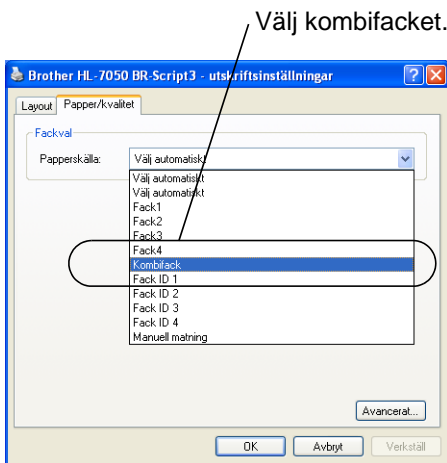 Välj kombifacket.
Brother HL-7050 BR-Script3 - utskriftsinställningar
Layout Papper/kvalitet
Fackval
Papperskälla: Välj automatiskt
Välj automatiskt
Välj automatiskt
Fack1
Fack2
Fack3
Fack4
Kombifack
Fack ID 1
Fack ID 2
Fack ID 3
Fack ID 4
Manuell matning
Avancerat...
OK Avbryt Verkställ